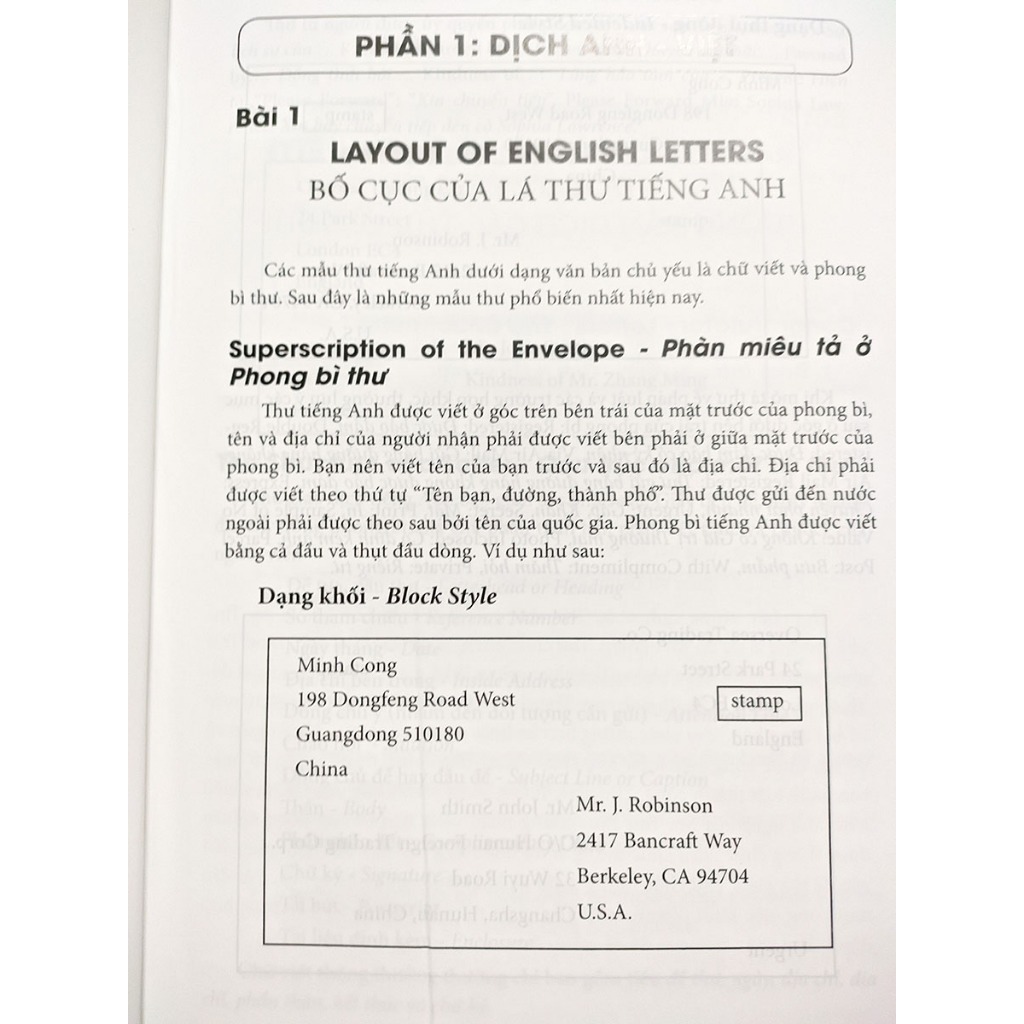 PHẦN 1: DỊCH ANH - VIỆT
Bài 1
LAYOUT OF ENGLISH LETTERS
BỐ CỤC CỦA LÁ THƯ TIẾNG ANH
Các mẫu thư tiếng Anh dưới dạng văn bản chủ yếu là chữ viết và phong
bì thư. Sau đây là những mẫu thư phổ biến nhất hiện nay.
Superscription of the Envelope - Phần miêu tả ở
Phong bì thư
Thư tiếng Anh được viết ở góc trên bên trái của mặt trước của phong bì,
tên và địa chỉ của người nhận phải được viết bên phải ở giữa mặt trước của
phong bì. Bạn nên viết tên của bạn trước và sau đó là địa chỉ. Địa chỉ phải
được viết theo thứ tự “Tên bạn, đường, thành phố”. Thư được gửi đến nước
ngoài phải được theo sau bởi tên của quốc gia. Phong bì tiếng Anh được viết
bằng cả dấu và thụt đầu dòng. Ví dụ như sau:
Dạng khối - Block Style
Minh Cong
198 Dongfeng Road West
stamp
Guangdong 510180
China
Mr. J. Robinson
2417 Bancraft Way
Berkeley, CA 94704
U.S.A.